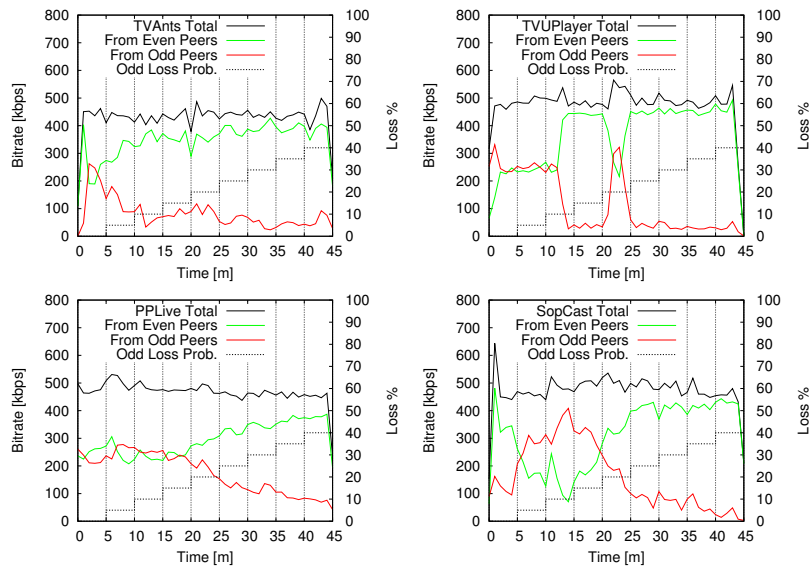 TVAnts Total
From Even Peers
From Odd Peers
Odd Loss Prob.
Bitrate [kbps]
800
700
600
500
400
300
200
100
0
0 5 10 15 20 25 30 35 40 45
Time [m]
100
90
80
70
60
50
40
30
20
10
0
Loss %
TVUPlayer Total
From Even Peers
From Odd Peers
Odd Loss Prob.
Bitrate [kbps]
800
700
600
500
400
300
200
100
0
0 5 10 15 20 25 30 35 40 45
Time [m]
100
90
80
70
60
50
40
30
20
10
0
Loss %
PPLive Total
From Even Peers
From Odd Peers
Odd Loss Prob.
Bitrate [kbps]
800
700
600
500
400
300
200
100
0
0 5 10 15 20 25 30 35 40 45
Time [m]
100
90
80
70
60
50
40
30
20
10
0
Loss %
SopCast Total
From Even Peers
From Odd Peers
Odd Loss Prob.
Bitrate [kbps]
800
700
600
500
400
300
200
100
0
0 5 10 15 20 25 30 35 40 45
Time [m]
100
90
80
70
60
50
40
30
20
10
0
Loss %